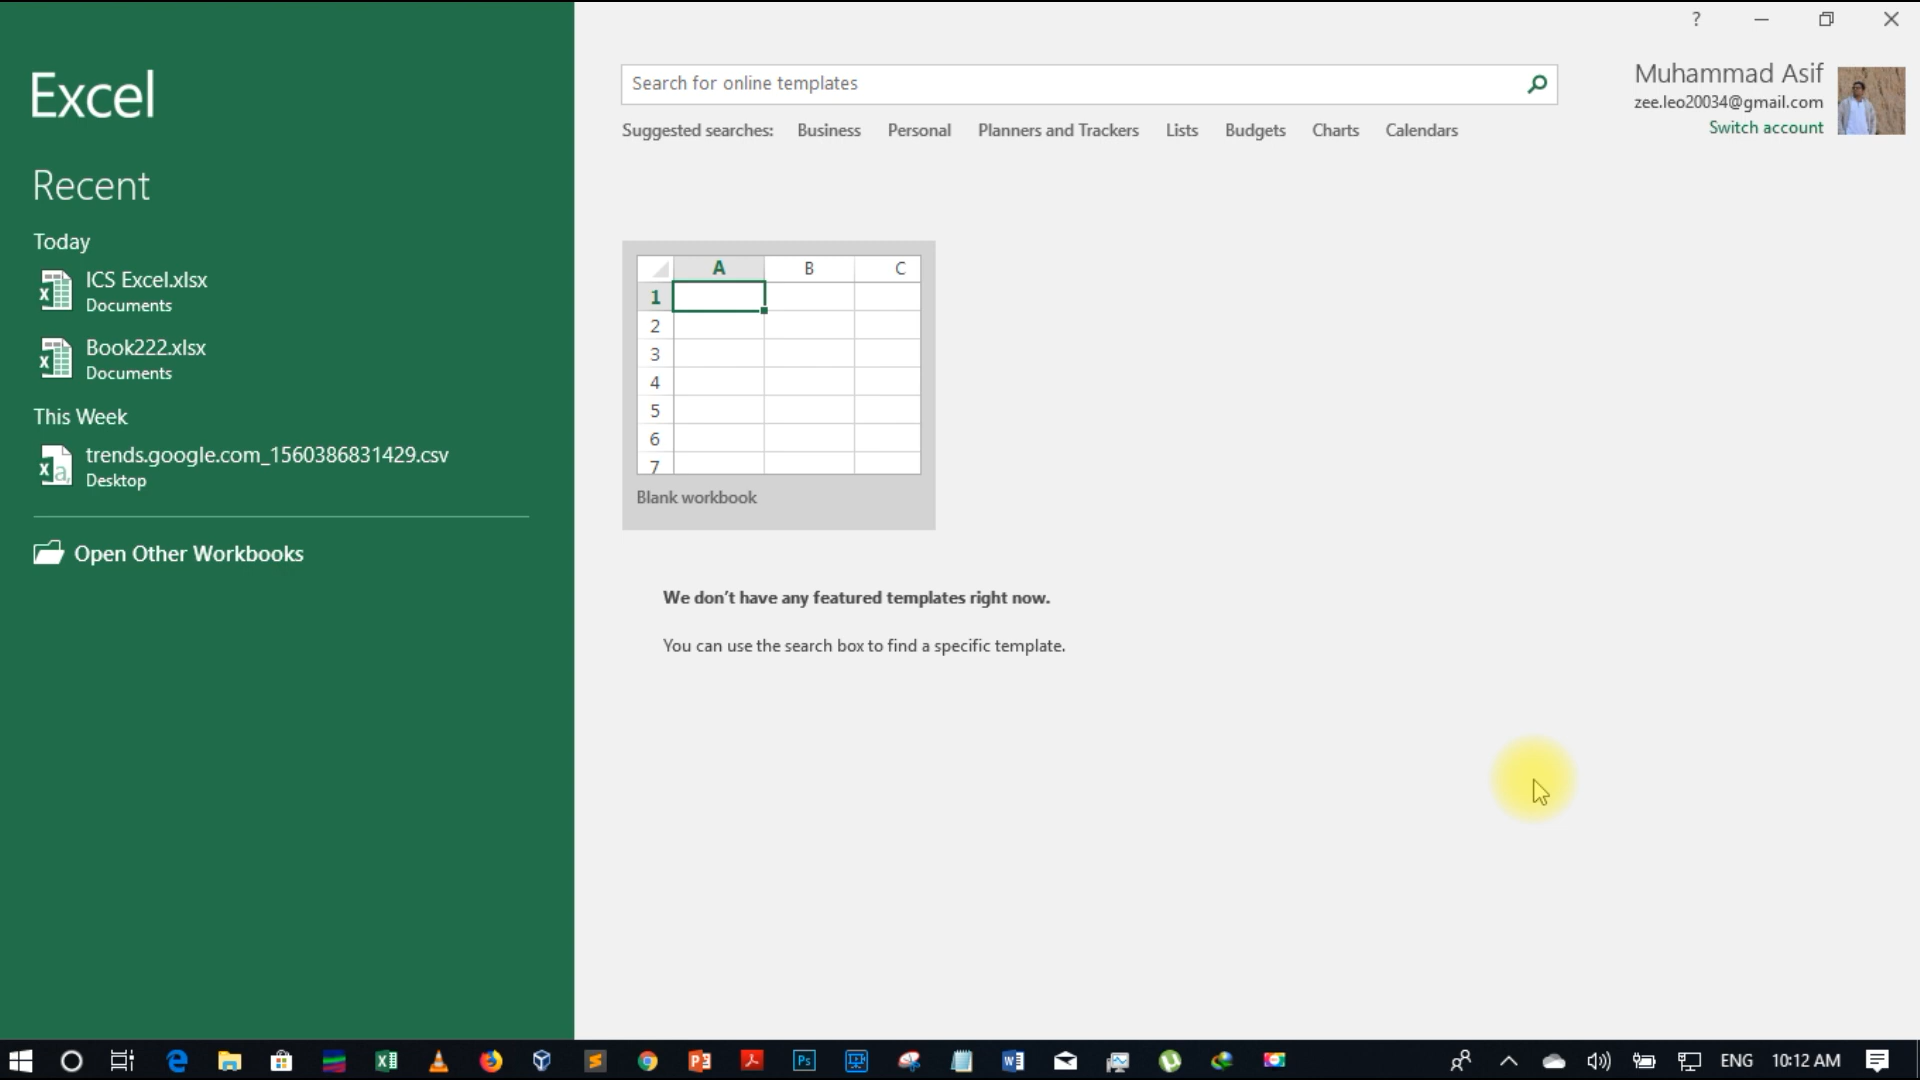 Excel
Recent
Today
ICS Excel.xlsx
Documents
Book222.xlsx
Documents
This Week
trends.google.com_1560386831429.csv
Desktop
Open Other Workbooks
?
Search for online templates
Suggested searches: Business Personal Planners and Trackers Lists Budgets Charts Calendars
Muhammad Asif
zee.leo20034@gmail.com
Switch account
A B C
1
2
3
4
5
6
7
Blank workbook
We don't have any featured templates right now.
You can use the search box to find a specific template.
ENG 10:12 AM